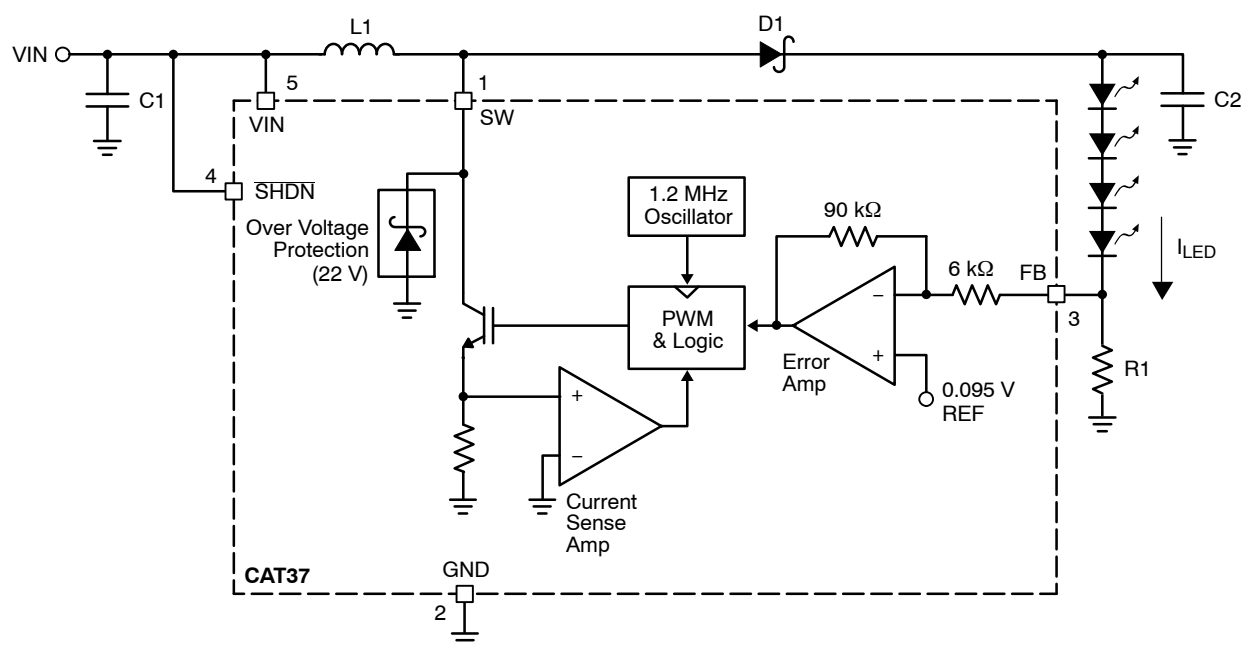 L1
D1
VIN
C1
5
VIN
1
SW
C2
4
SHDN
Over Voltage
Protection
(22 V)
1.2 MHz
Oscillator
90 kΩ
6 kΩ
FB
3
ILED
PWM
& Logic
–
+
Error
Amp
0.095 V
REF
R1
+
–
Current
Sense
Amp
CAT37
GND
2